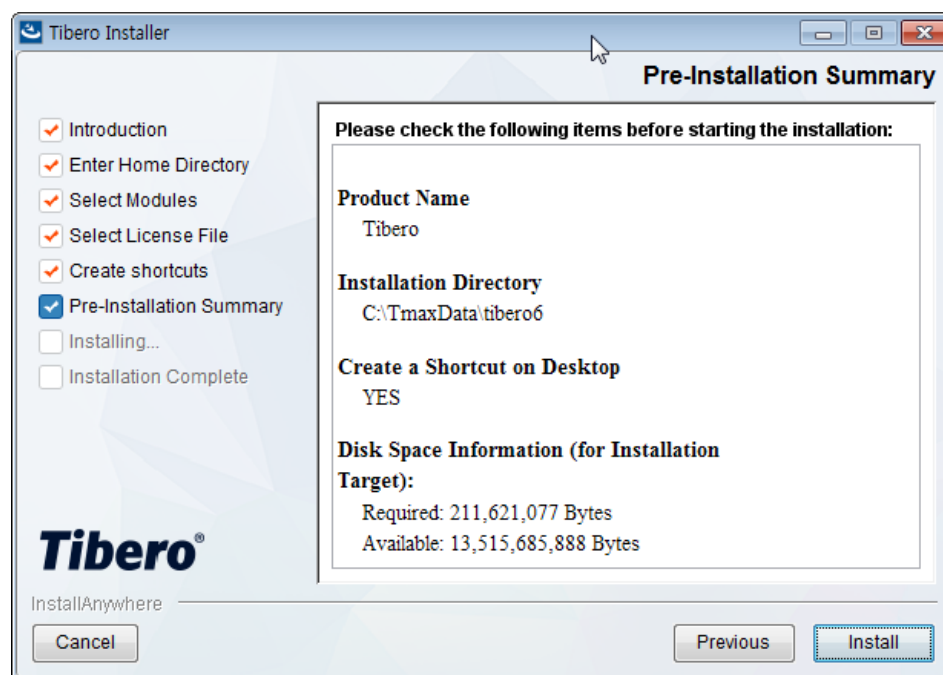 Tibero Installer
Pre-Installation Summary
Introduction
Enter Home Directory
Select Modules
Select License File
Create shortcuts
Pre-Installation Summary
Installing...
Installation Complete
Please check the following items before starting the installation:
Product Name
Tibero
Installation Directory
C:\TmaxData\tibero6
Create a Shortcut on Desktop
YES
Disk Space Information (for Installation
Target):
Required: 211,621,077 Bytes
Available: 13,515,685,888 Bytes
Tibero®
InstallAnywhere
Cancel
Previous
Install